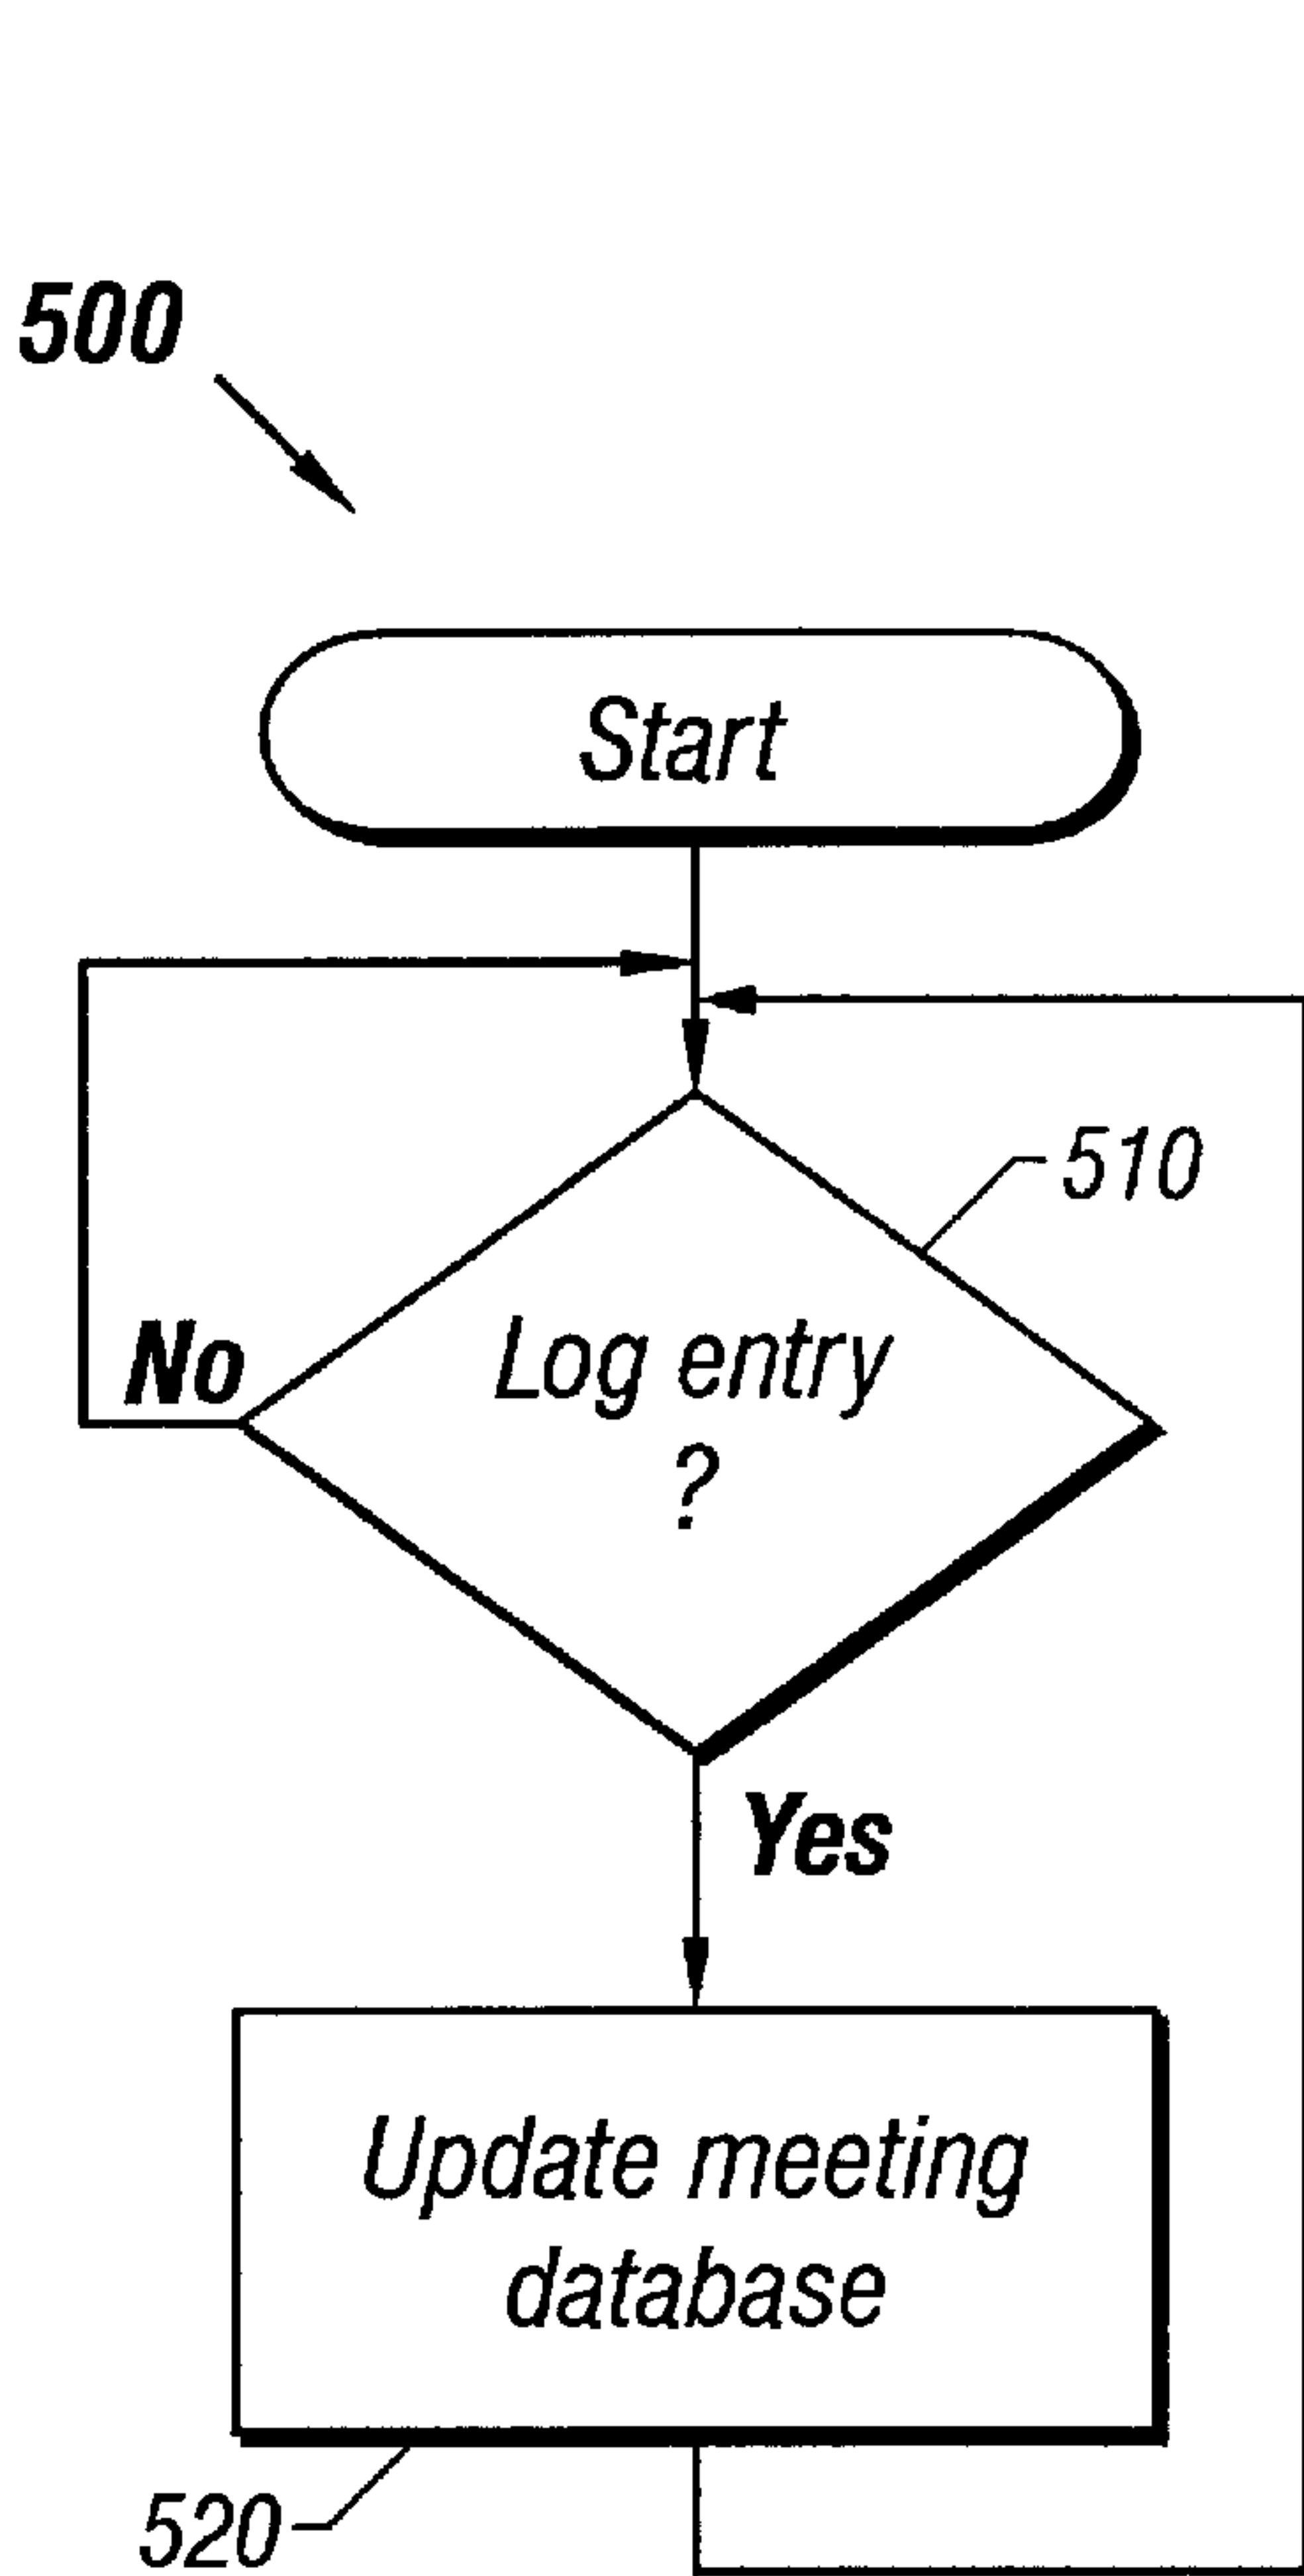 500
Start
510
No
Log entry
?
Yes
Update meeting
database
520